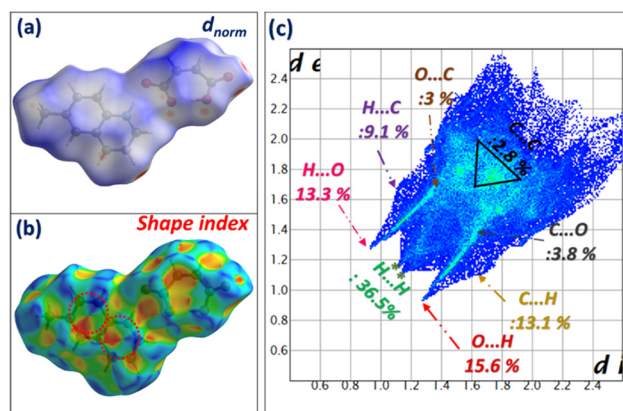 (a)
d_norm
(b)
Shape index
(c)
d e
2.4
2.2
2.0
1.8
1.6
1.4
1.2
1.0
0.8
0.6
O...C
:3 %
H...C
:9.1 %
C...C
:2.8 %
H...O
13.3 %
C...O
:3.8 %
**
H...H
:36.5%
C...H
:13.1 %
O...H
15.6 %
d i
0.6 0.8 1.0 1.2 1.4 1.6 1.8 2.0 2.2 2.4